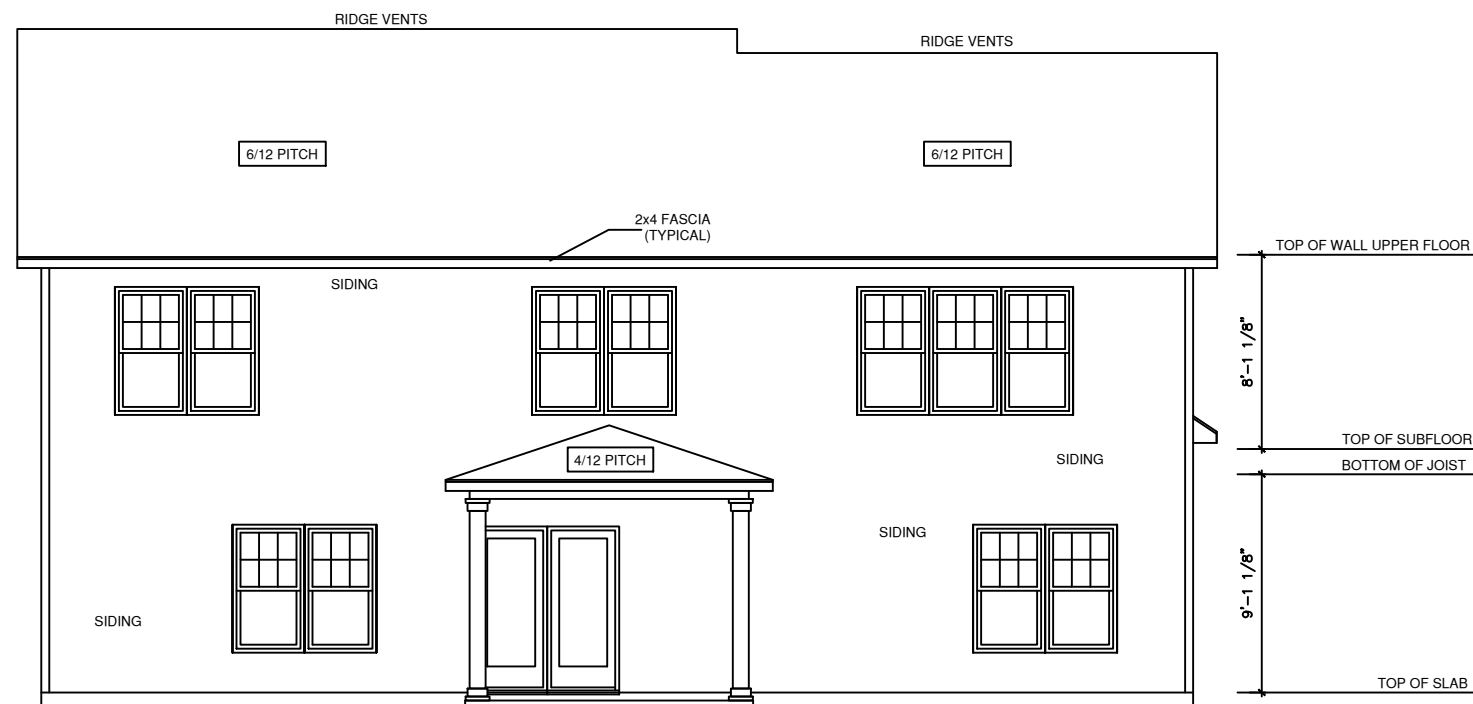 RIDGE VENTS
RIDGE VENTS
6/12 PITCH
6/12 PITCH
2x4 FASCIA
(TYPICAL)
TOP OF WALL UPPER FLOOR
SIDING
8'-1 1/8"
TOP OF SUBFLOOR
4/12 PITCH
SIDING
BOTTOM OF JOIST
SIDING
9'-1 1/8"
SIDING
TOP OF SLAB